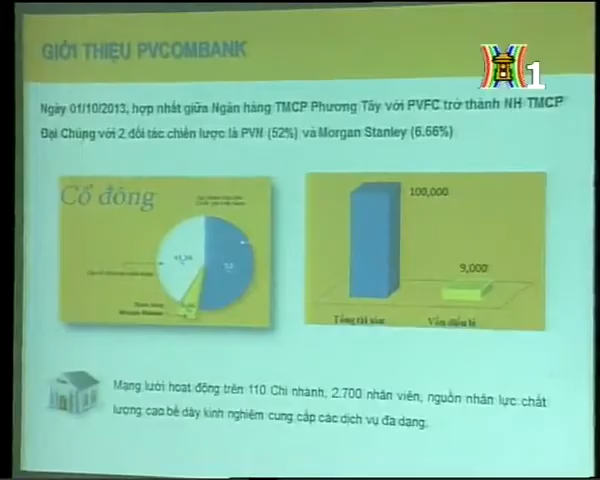 GIỚI THIỆU PVCOMBANK
1
Ngày 01/10/2013, hợp nhất giữa Ngân hàng TMCP Phương Tây với PVFC trở thành NH TMCP
Đại Chúng với 2 đối tác chiến lược là PVN (52%) và Morgan Stanley (6.66%)
Cổ đông
52
Morgan Stanley
100,000
9,000
Tổng tài sản
Vốn điều lệ
Mạng lưới hoạt động trên 110 Chi nhánh, 2.700 nhân viên, nguồn nhân lực chất
lượng cao bề dày kinh nghiệm cung cấp các dịch vụ đa dạng.